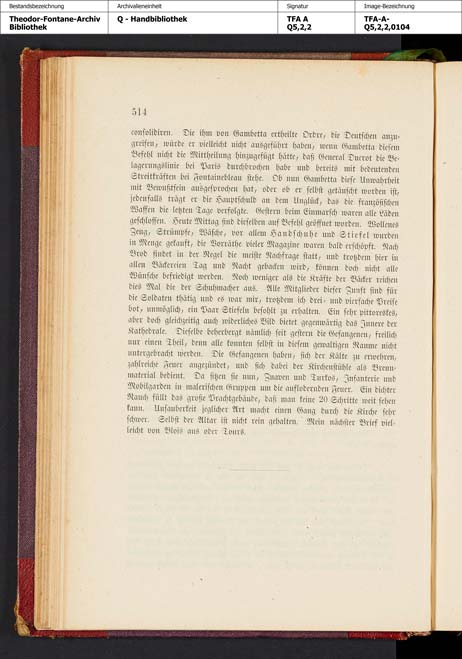 Bestandsbezeichnung Archivalieneinheit Signatur Image-Bezeichnung
Theodor-Fontane-Archiv Q - Handbibliothek TFA A TFA-A-
Bibliothek Q5,2,2 Q5,2,2,0104
514
consolidiren. Die ihm von Gambetta ertheilte Ordre, die Deutschen anzu-
greifen, würde er vielleicht nicht ausgeführt haben, wenn Gambetta diesem
Befehl nicht die Mittheilung hinzugefügt hätte, daß General Ducrot die Be-
lagerungslinie bei Paris durchbrochen habe und bereits mit bedeutenden
Streitkräften bei Fontainebleau stehe. Ob nun Gambetta diese Unwahrheit
mit Bewußtsein ausgesprochen hat, oder ob er selbst getäuscht worden ist,
jedenfalls trägt er die Hauptschuld an dem Unglück, das die französischen
Waffen die letzten Tage verfolgte. Gestern beim Einmarsch waren alle Läden
geschlossen. Heute Mittag sind dieselben auf Befehl geöffnet worden. Wollenes
Zeug, Strümpfe, Wäsche, vor allem Handschuhe und Stiefel wurden
in Menge gekauft, die Vorräthe vieler Magazine waren bald erschöpft. Nach
Brod findet in der Regel die meiste Nachfrage statt, und trotzdem hier in
allen Bäckereien Tag und Nacht gebacken wird, können doch nicht alle
Wünsche befriedigt werden. Noch weniger als die Kräfte der Bäcker reichen
dies Mal die der Schuhmacher aus. Alle Mitglieder dieser Zunft sind für
die Soldaten thätig und es war mir, trotzdem ich drei- und vierfache Preise
bot, unmöglich, ein Paar Stiefeln besohlt zu erhalten. Ein sehr pittoreskes,
aber doch gleichzeitig auch widerliches Bild bietet gegenwärtig das Innere der
Kathedrale. Dieselbe beherbergt nämlich seit gestern die Gefangenen, freilich
nur einen Theil, denn alle konnten selbst in diesem gewaltigen Raume nicht
untergebracht werden. Die Gefangenen haben, sich der Kälte zu erwehren,
zahlreiche Feuer angezündet, und sich dabei der Kirchenstühle als Brenn-
material bedient. Da sitzen sie nun, Zuaven und Turkos, Infanterie und
Mobilgarden in malerischen Gruppen um die auflodernden Feuer. Ein dichter
Rauch füllt das große Prachtgebäude, daß man keine 20 Schritte weit sehen
kann. Unsauberkeit jeglicher Art macht einen Gang durch die Kirche sehr
schwer. Selbst der Altar ist nicht rein gehalten. Mein nächster Brief viel-
leicht von Blois aus oder Tours.